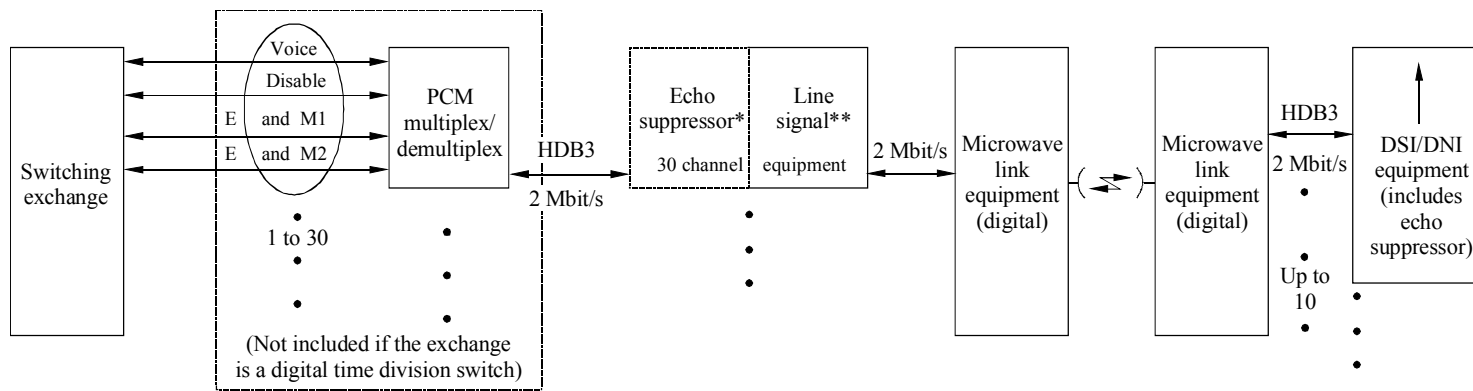 Switching
exchange
Voice
Disable
E and M1
E and M2
1 to 30
PCM
multiplex/
demultiplex
(Not included if the exchange
is a digital time division switch)
HDB3
2 Mbit/s
Echo
suppressor*
30 channel
Line
signal**
equipment
2 Mbit/s
Microwave
link
equipment
(digital)
Microwave
link
equipment
(digital)
HDB3
2 Mbit/s
Up to
10
DSI/DNI
equipment
(includes
echo
suppressor)